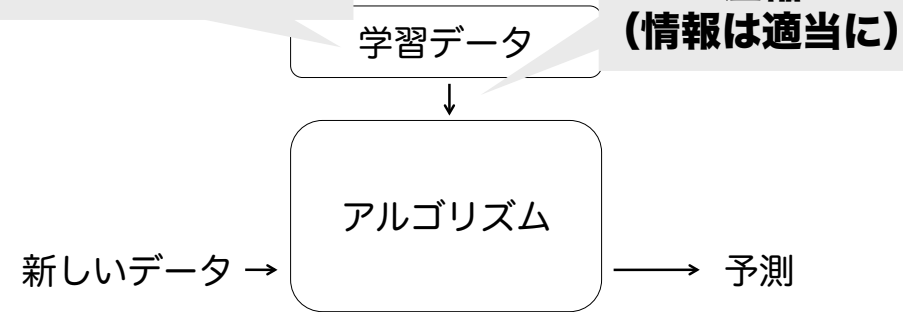 学習データ
(情報は適当に)
アルゴリズム
新しいデータ → → 予測